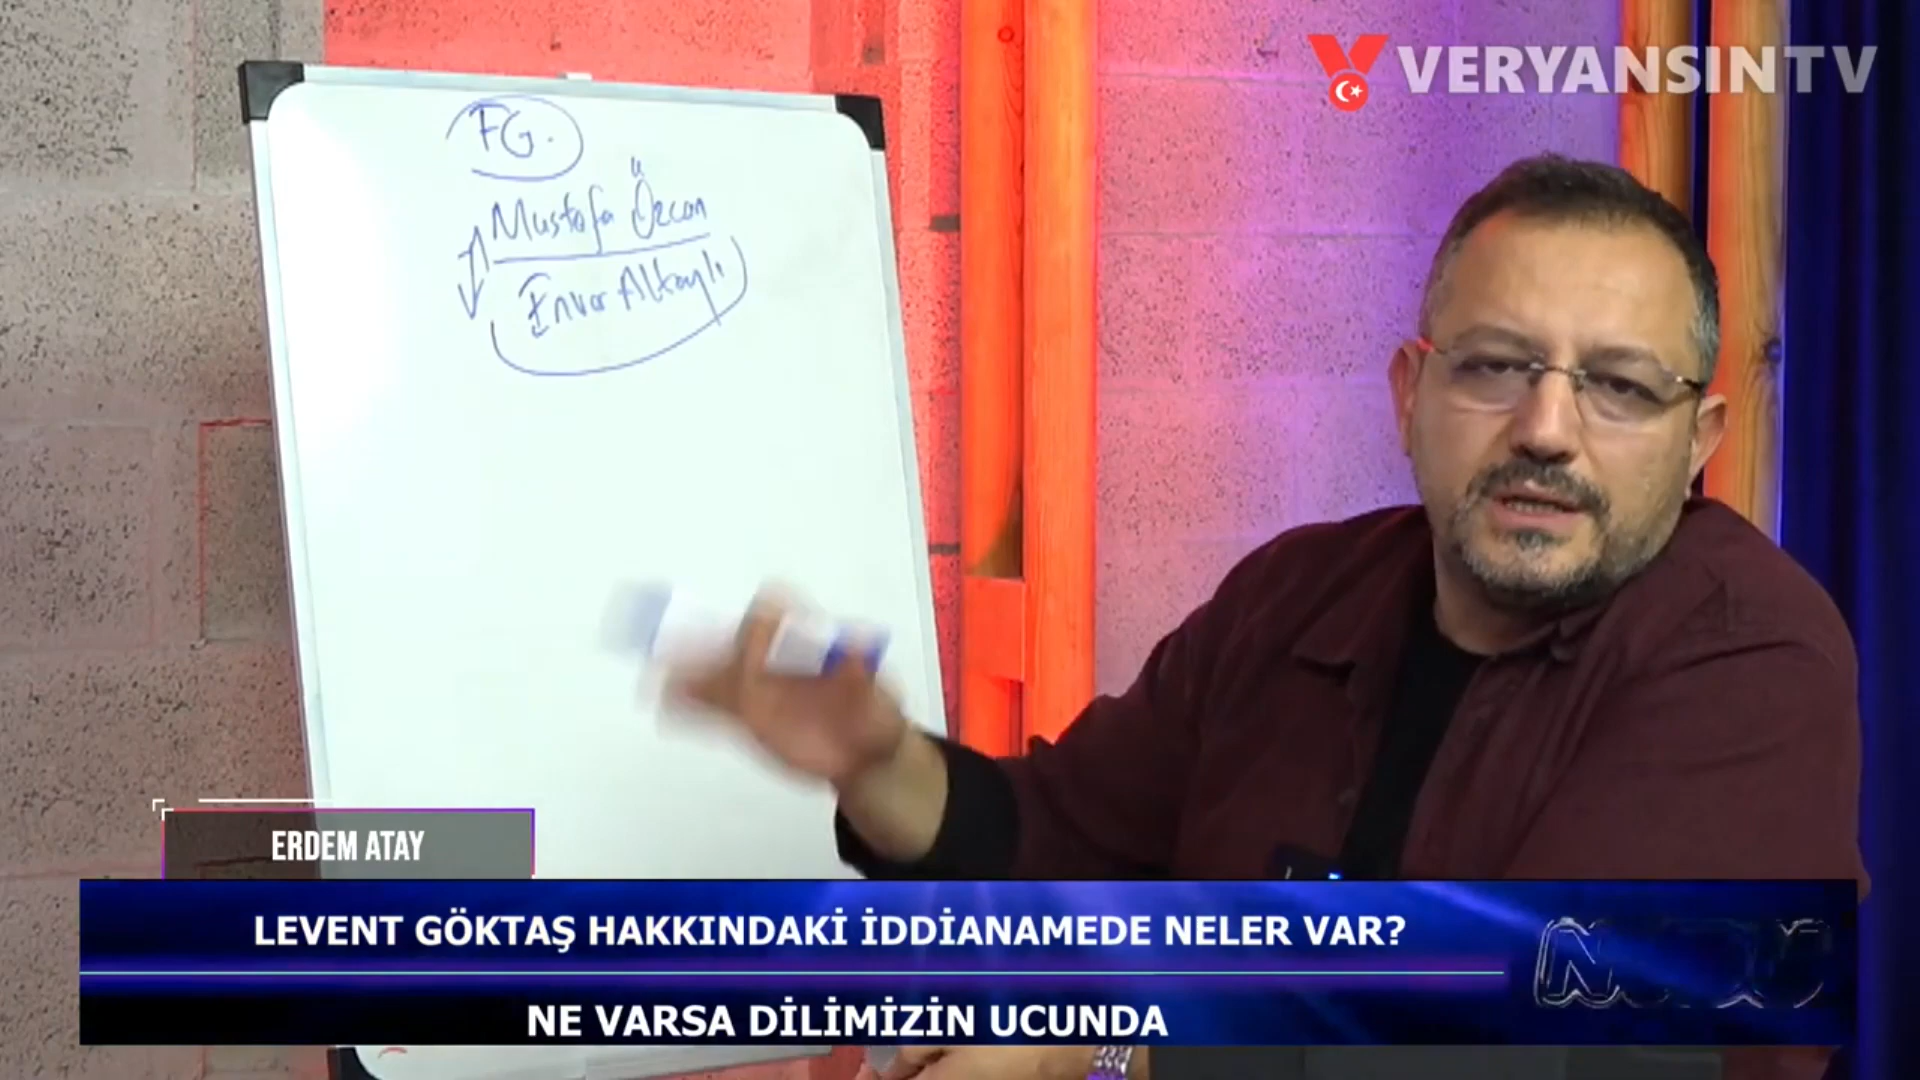 VERYANSINTV
FG.
Mustafa Özcan
Enver Altaylı
ERDEM ATAY
LEVENT GÖKTAŞ HAKKINDAKİ İDDİANAMEDE NELER VAR?
NE VARSA DİLİMİZİN UCUNDA